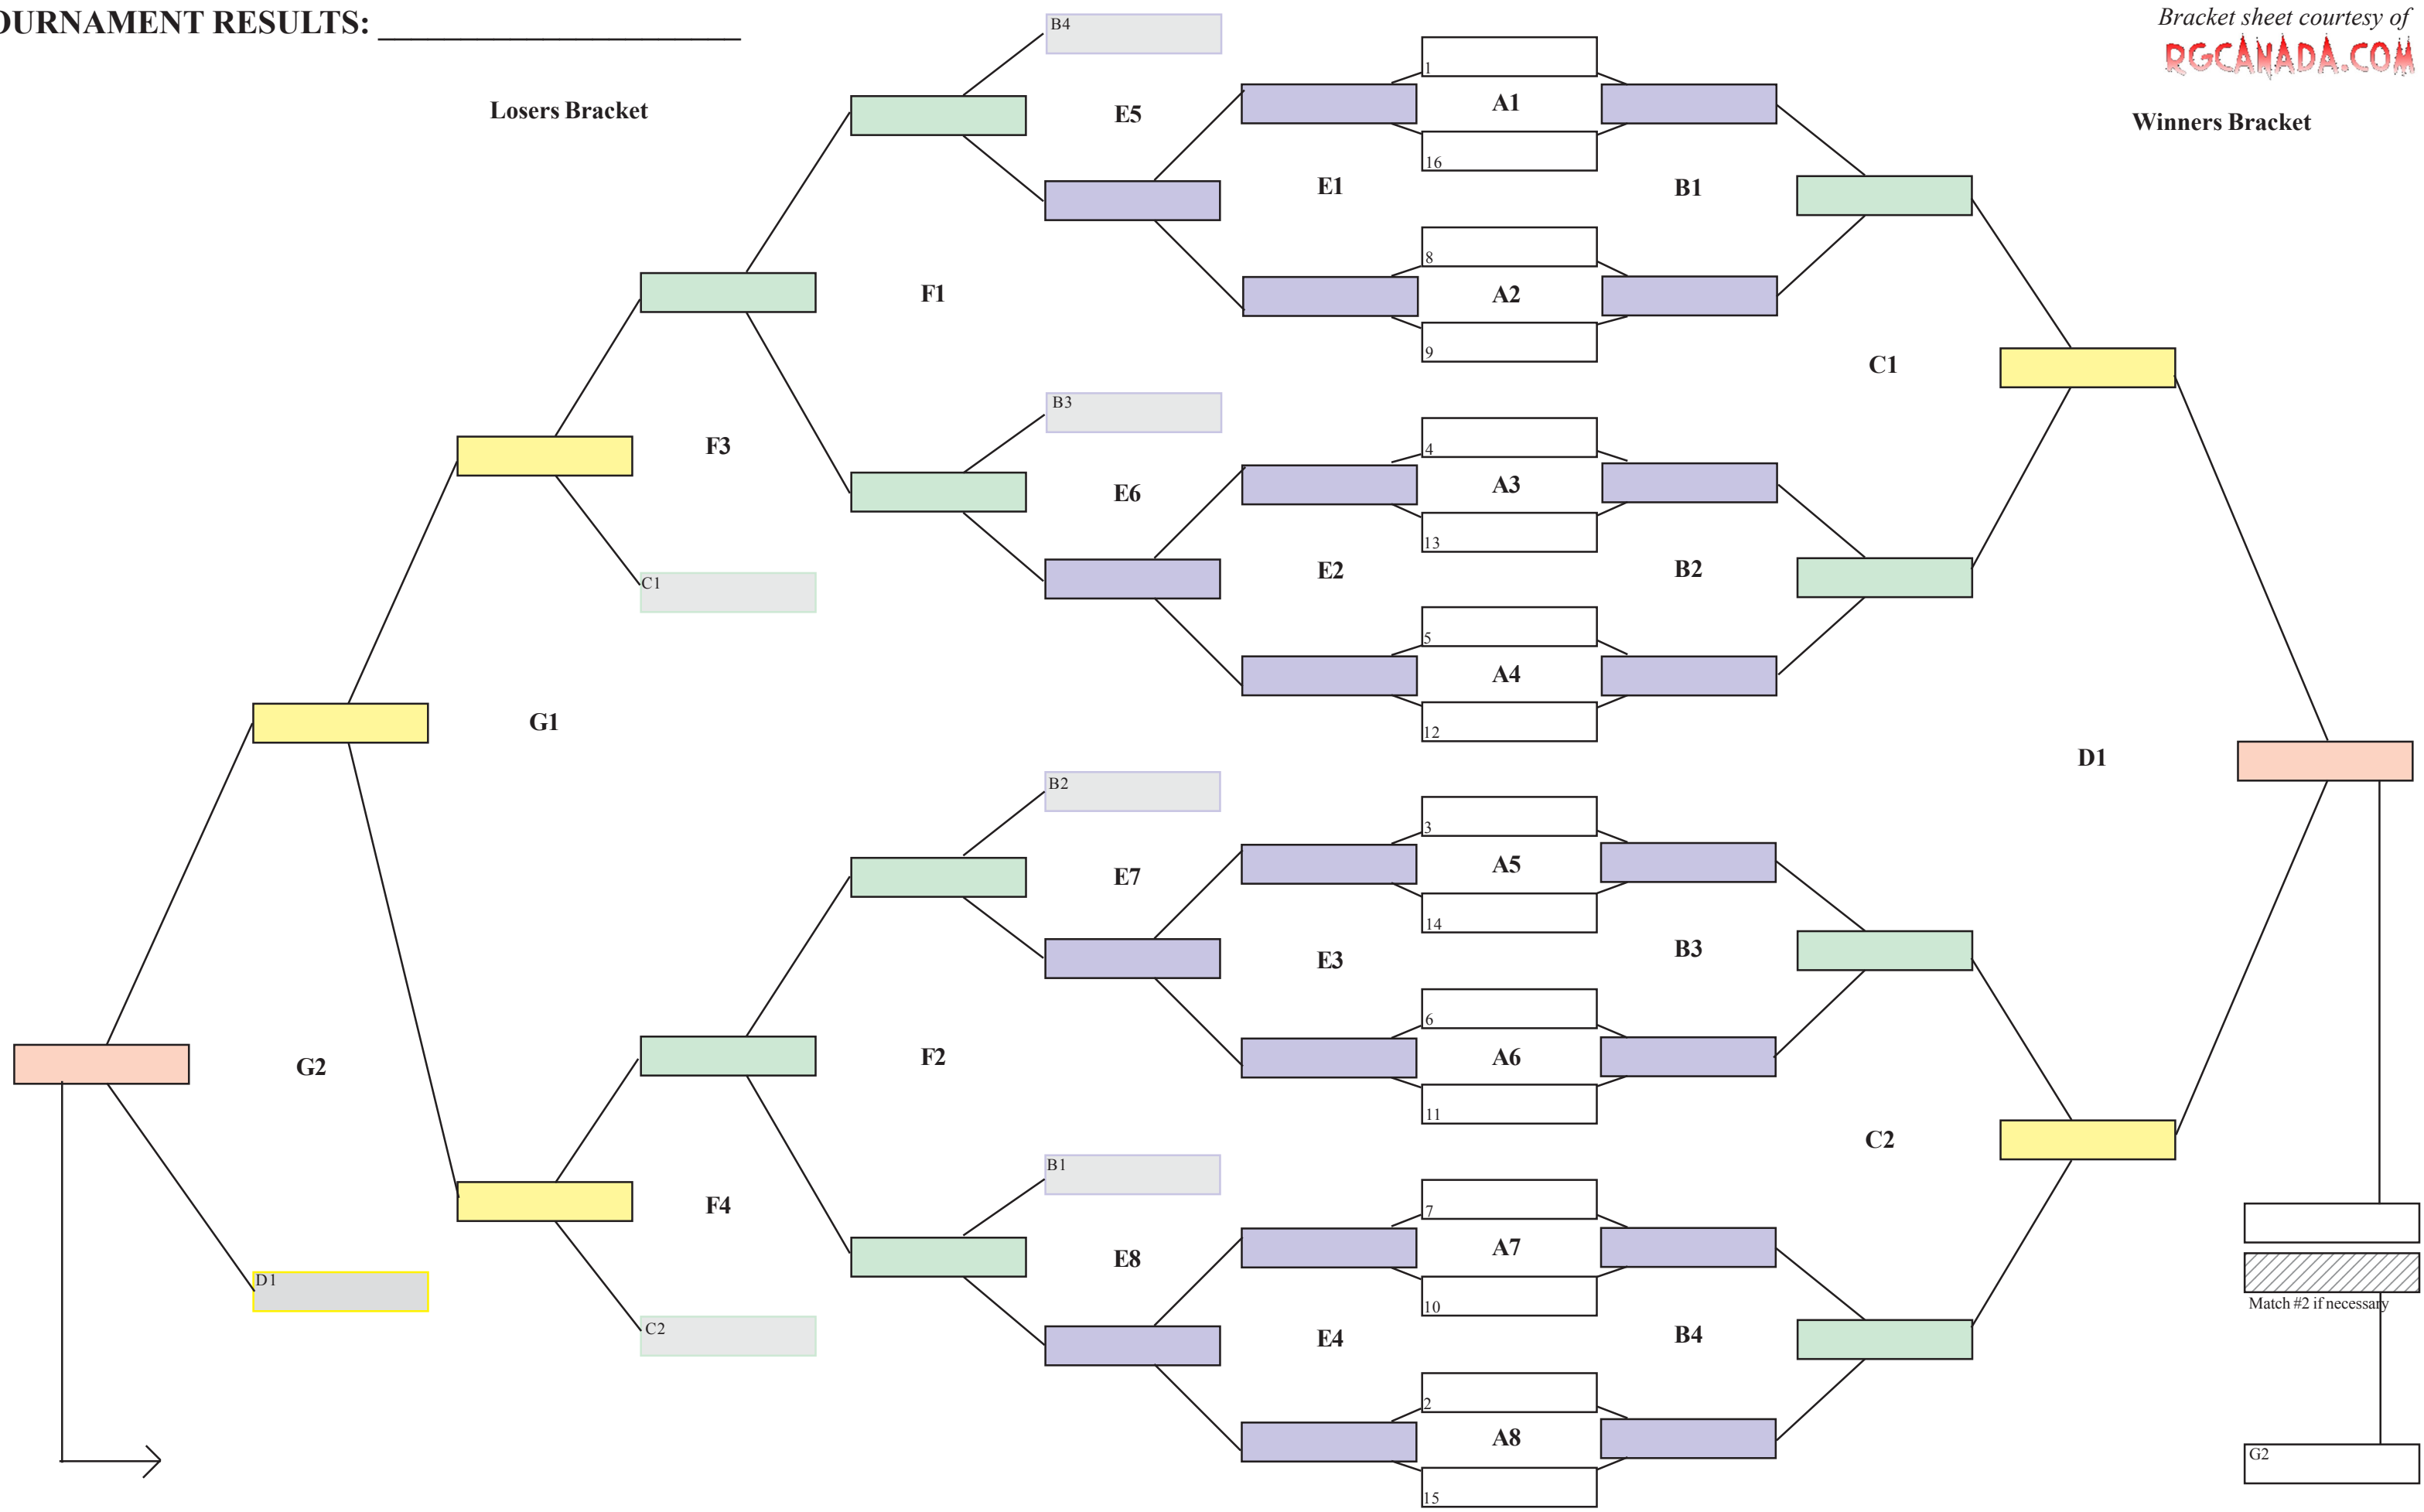 OURNAMENT RESULTS: ______________________
Bracket sheet courtesy of
RGCANADA.COM
Losers Bracket
Winners Bracket
B4
E5
1
A1
16
E1
B1
8
A2
9
F1
C1
B3
E6
4
A3
13
F3
E2
B2
C1
5
A4
12
G1
D1
B2
E7
3
A5
14
E3
B3
6
A6
11
G2
F2
C2
B1
E8
7
A7
10
F4
D1
C2
E4
B4
Match #2 if necessary
2
A8
15
G2